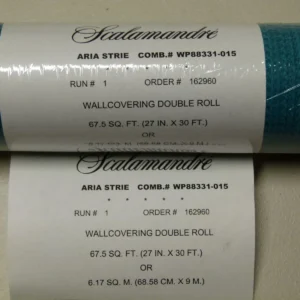 Scalamandré
ARIA STRIE COMB.# WP88331-015
* * * * *
RUN # 1 ORDER # 162960
WALLCOVERING DOUBLE ROLL
67.5 SQ. FT. (27 IN. X 30 FT.)
OR
Scalamandré
ARIA STRIE COMB.# WP88331-015
* * * * *
RUN # 1 ORDER # 162960
WALLCOVERING DOUBLE ROLL
67.5 SQ. FT. (27 IN. X 30 FT.)
OR
6.17 SQ. M. (68.58 CM. X 9 M.)